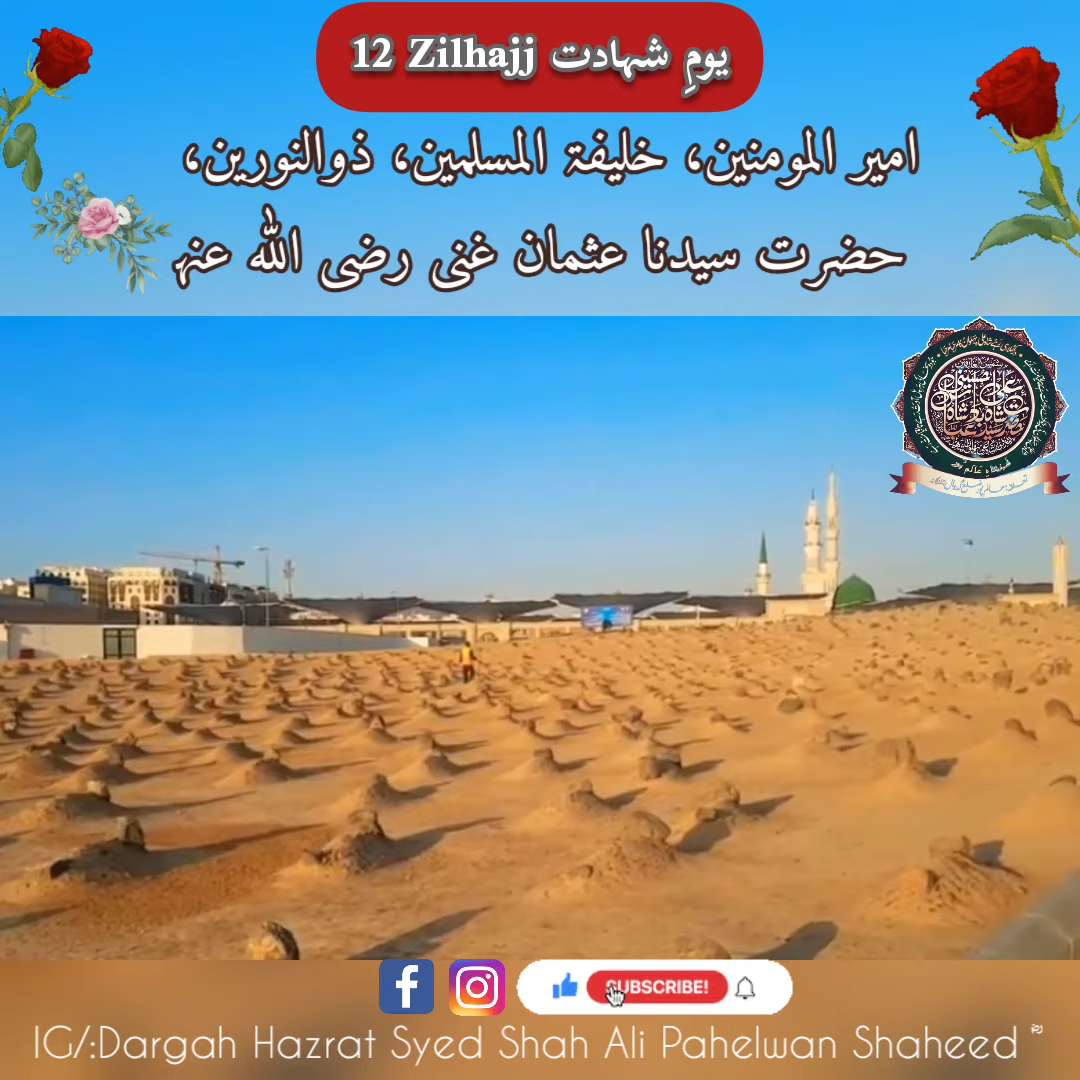 یومِ شہادت 12 Zilhajj
امیر المومنین، خلیفۃ المسلمین، ذوالنورین،
حضرت سیدنا عثمان غنی رضی اللہ عنہ
SUBSCRIBE!
IG/:Dargah Hazrat Syed Shah Ali Pahelwan Shaheed